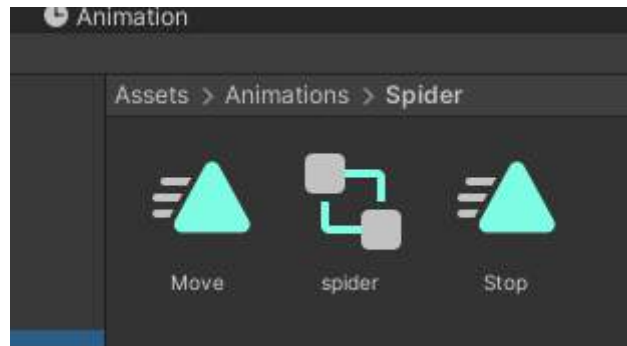 Animation
Assets > Animations > Spider
Move spider Stop